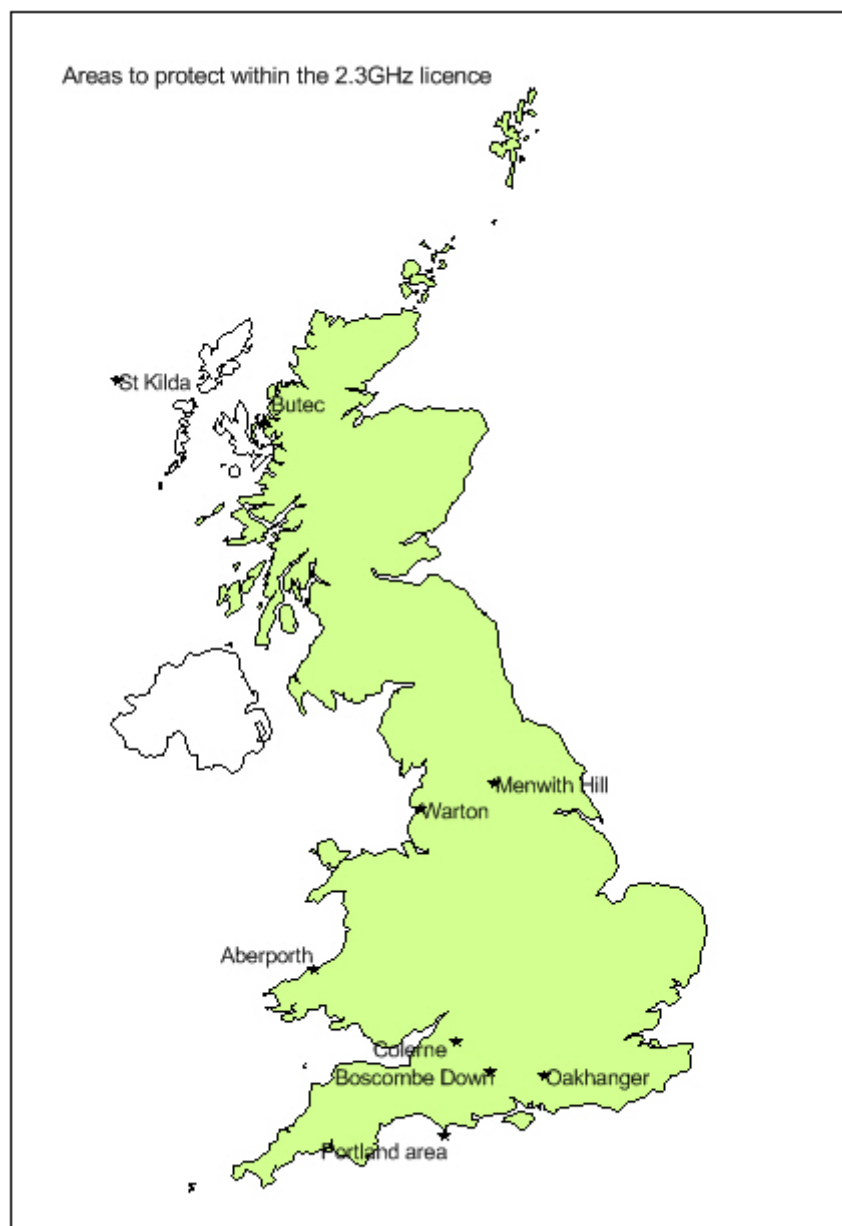 Areas to protect within the 2.3GHz licence
St Kilda
Butec
Menwith Hill
Warton
Aberporth
Colerne
Boscombe Down
Oakhanger
Portland area